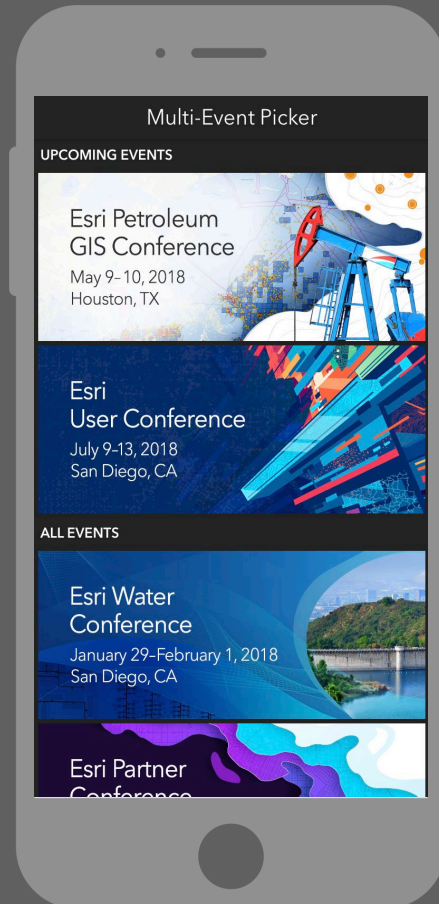 Multi-Event Picker
UPCOMING EVENTS
Esri Petroleum
GIS Conference
May 9–10, 2018
Houston, TX
Esri
User Conference
July 9–13, 2018
San Diego, CA
ALL EVENTS
Esri Water
Conference
January 29–February 1, 2018
San Diego, CA
Esri Partner
Conference